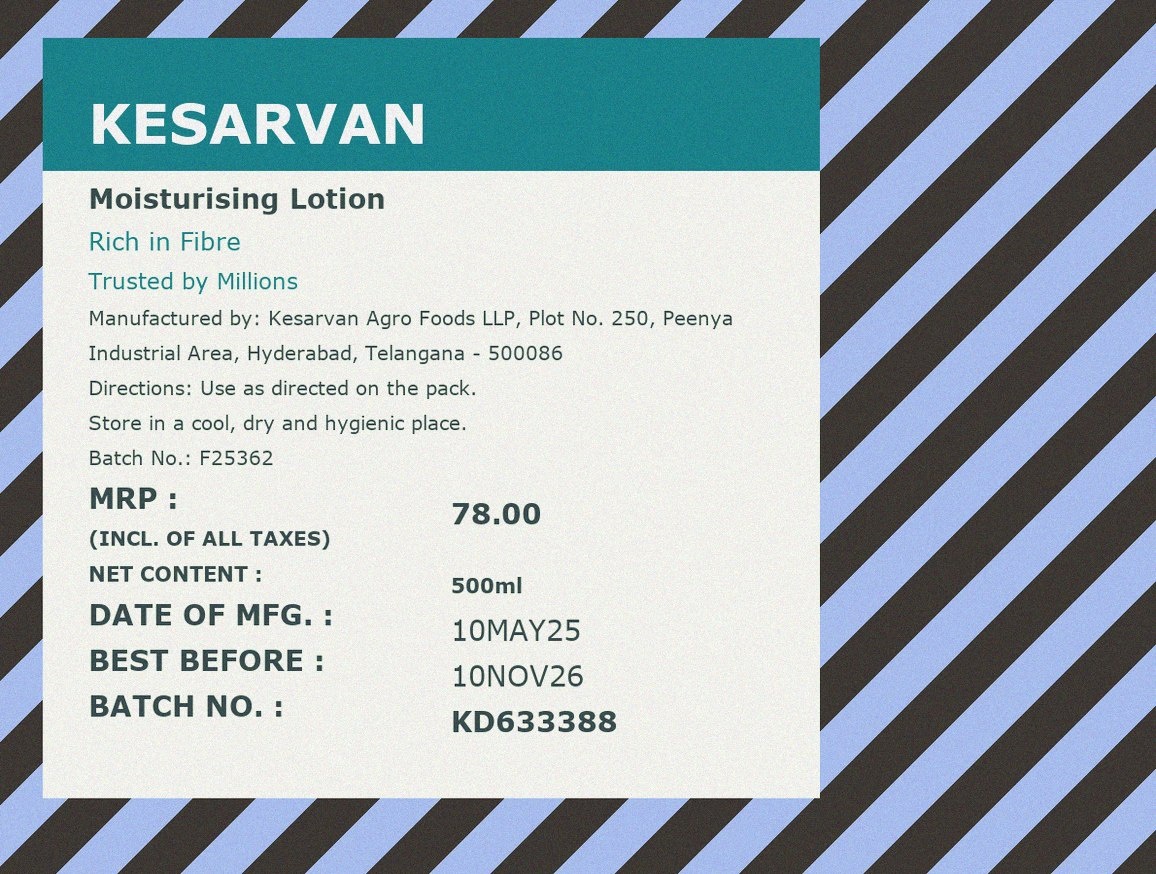 KESARVAN
Moisturising Lotion
Rich in Fibre
Trusted by Millions
Manufactured by: Kesarvan Agro Foods LLP, Plot No. 250, Peenya
Industrial Area, Hyderabad, Telangana - 500086
Directions: Use as directed on the pack.
Store in a cool, dry and hygienic place.
Batch No.: F25362
MRP : 78.00
(INCL. OF ALL TAXES)
NET CONTENT : 500ml
DATE OF MFG. : 10MAY25
BEST BEFORE : 10NOV26
BATCH NO. : KD633388